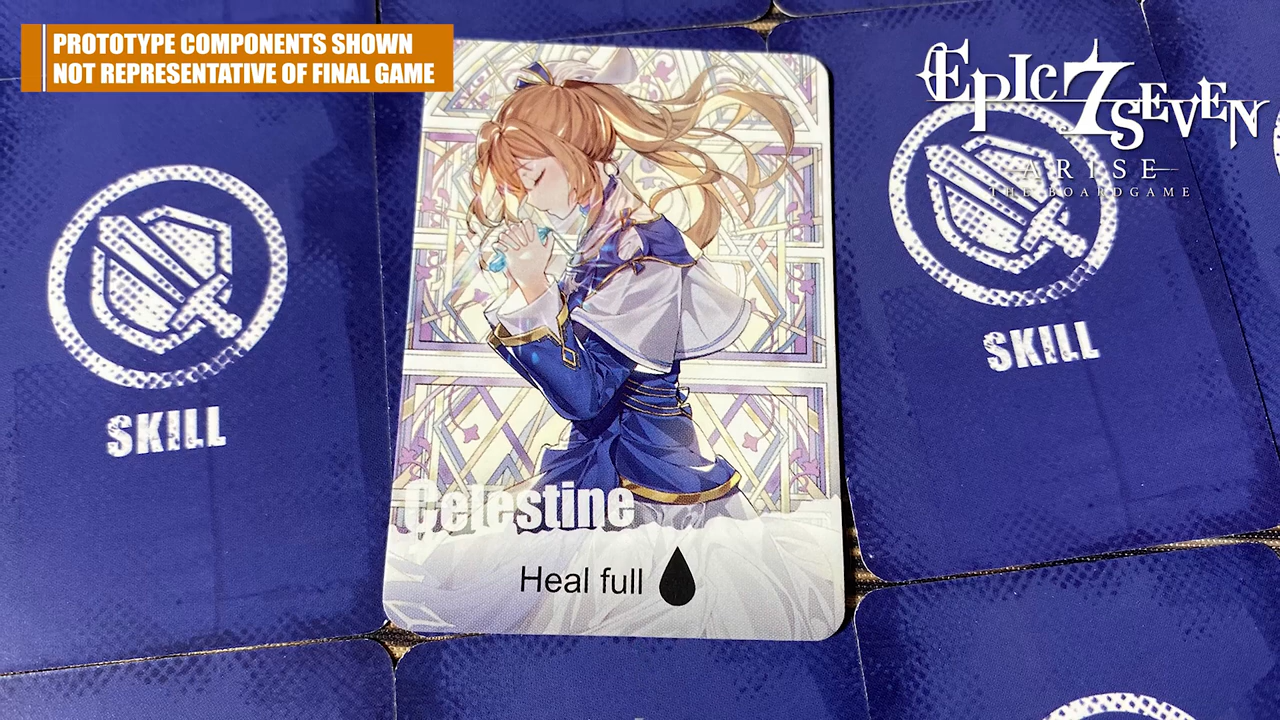 PROTOTYPE COMPONENTS SHOWN
NOT REPRESENTATIVE OF FINAL GAME
EPIC 7 SEVEN
ARISE
THE BOARDGAME
SKILL
SKILL
Celestine
Heal full